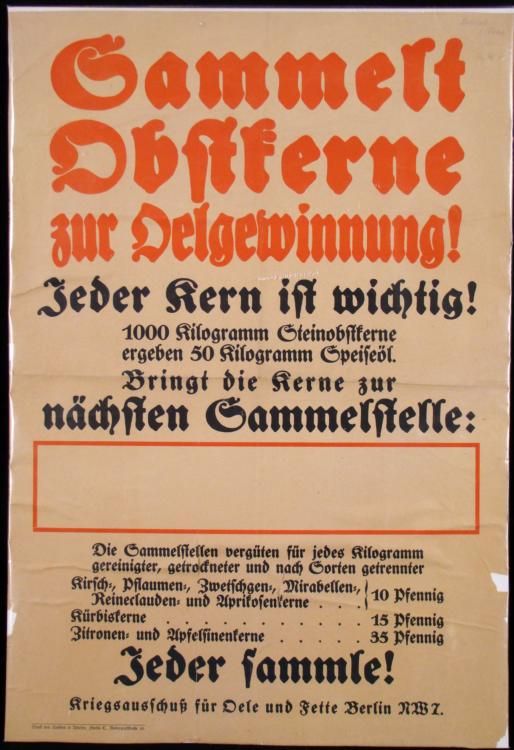 Sammelt
Obstkerne
zur Oelgewinnung!
Jeder Kern ist wichtig!
1000 Kilogramm Steinobstkerne
ergeben 50 Kilogramm Speiseöl.
Bringt die Kerne zur
nächsten Sammelstelle:
Die Sammelstellen vergüten für jedes Kilogramm
gereinigter, getrockneter und nach Sorten getrennter
Kirsch-, Pflaumen-, Zwetschgen-, Mirabellen-,
Reineclauden- und Aprikosenkerne . . . 10 Pfennig
Kürbiskerne . . . . . . . . . . . . 15 Pfennig
Zitronen- und Apfelsinenkerne . . . . . . 35 Pfennig
Jeder sammle!
Kriegsausschuß für Oele und Fette Berlin NW 7.